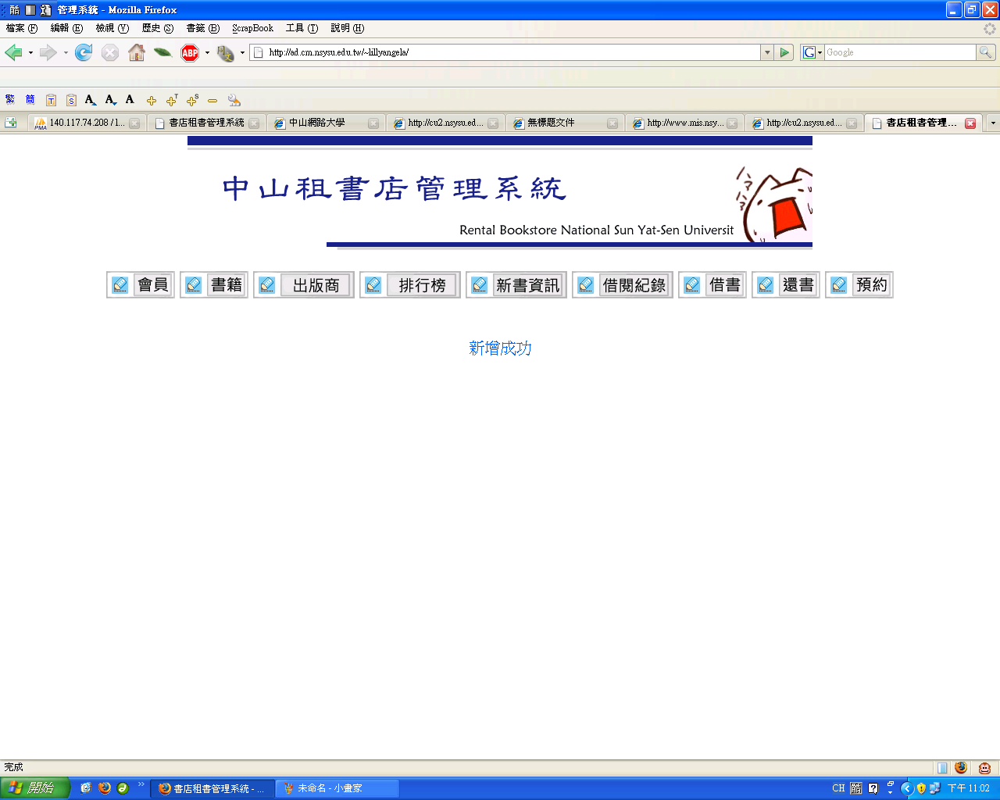 酷 管理系統 - Mozilla Firefox
檔案 (F) 編輯 (E) 檢視 (V) 歷史 (S) 書籤 (B) ScrapBook 工具 (T) 說明 (H)
ABP http://ad.cm.nsysu.edu.tw/~lillyangela/ G Google
繁 簡 T S A A A T S
PMA 140.117.74.208 / l... 書店租書管理系統 中山網路大學 http://cu2.nsysu.ed... 無標題文件 http://www.mis.nsy... http://cu2.nsysu.ed... 書店租書管理...
中山租書店管理系統
ハァ
ハァ
Rental Bookstore National Sun Yat-Sen Universit
會員 書籍 出版商 排行榜 新書資訊 借閱紀錄 借書 還書 預約
新增成功
完成
開始 書店租書管理系統 - ... 未命名 - 小畫家 CH 酷 下午 11:02